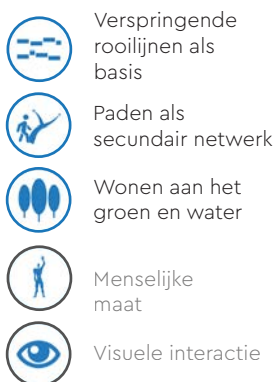 Verspringende
rooilijnen als
basis
Paden als
secundair netwerk
Wonen aan het
groen en water
Menselijke
maat
Visuele interactie